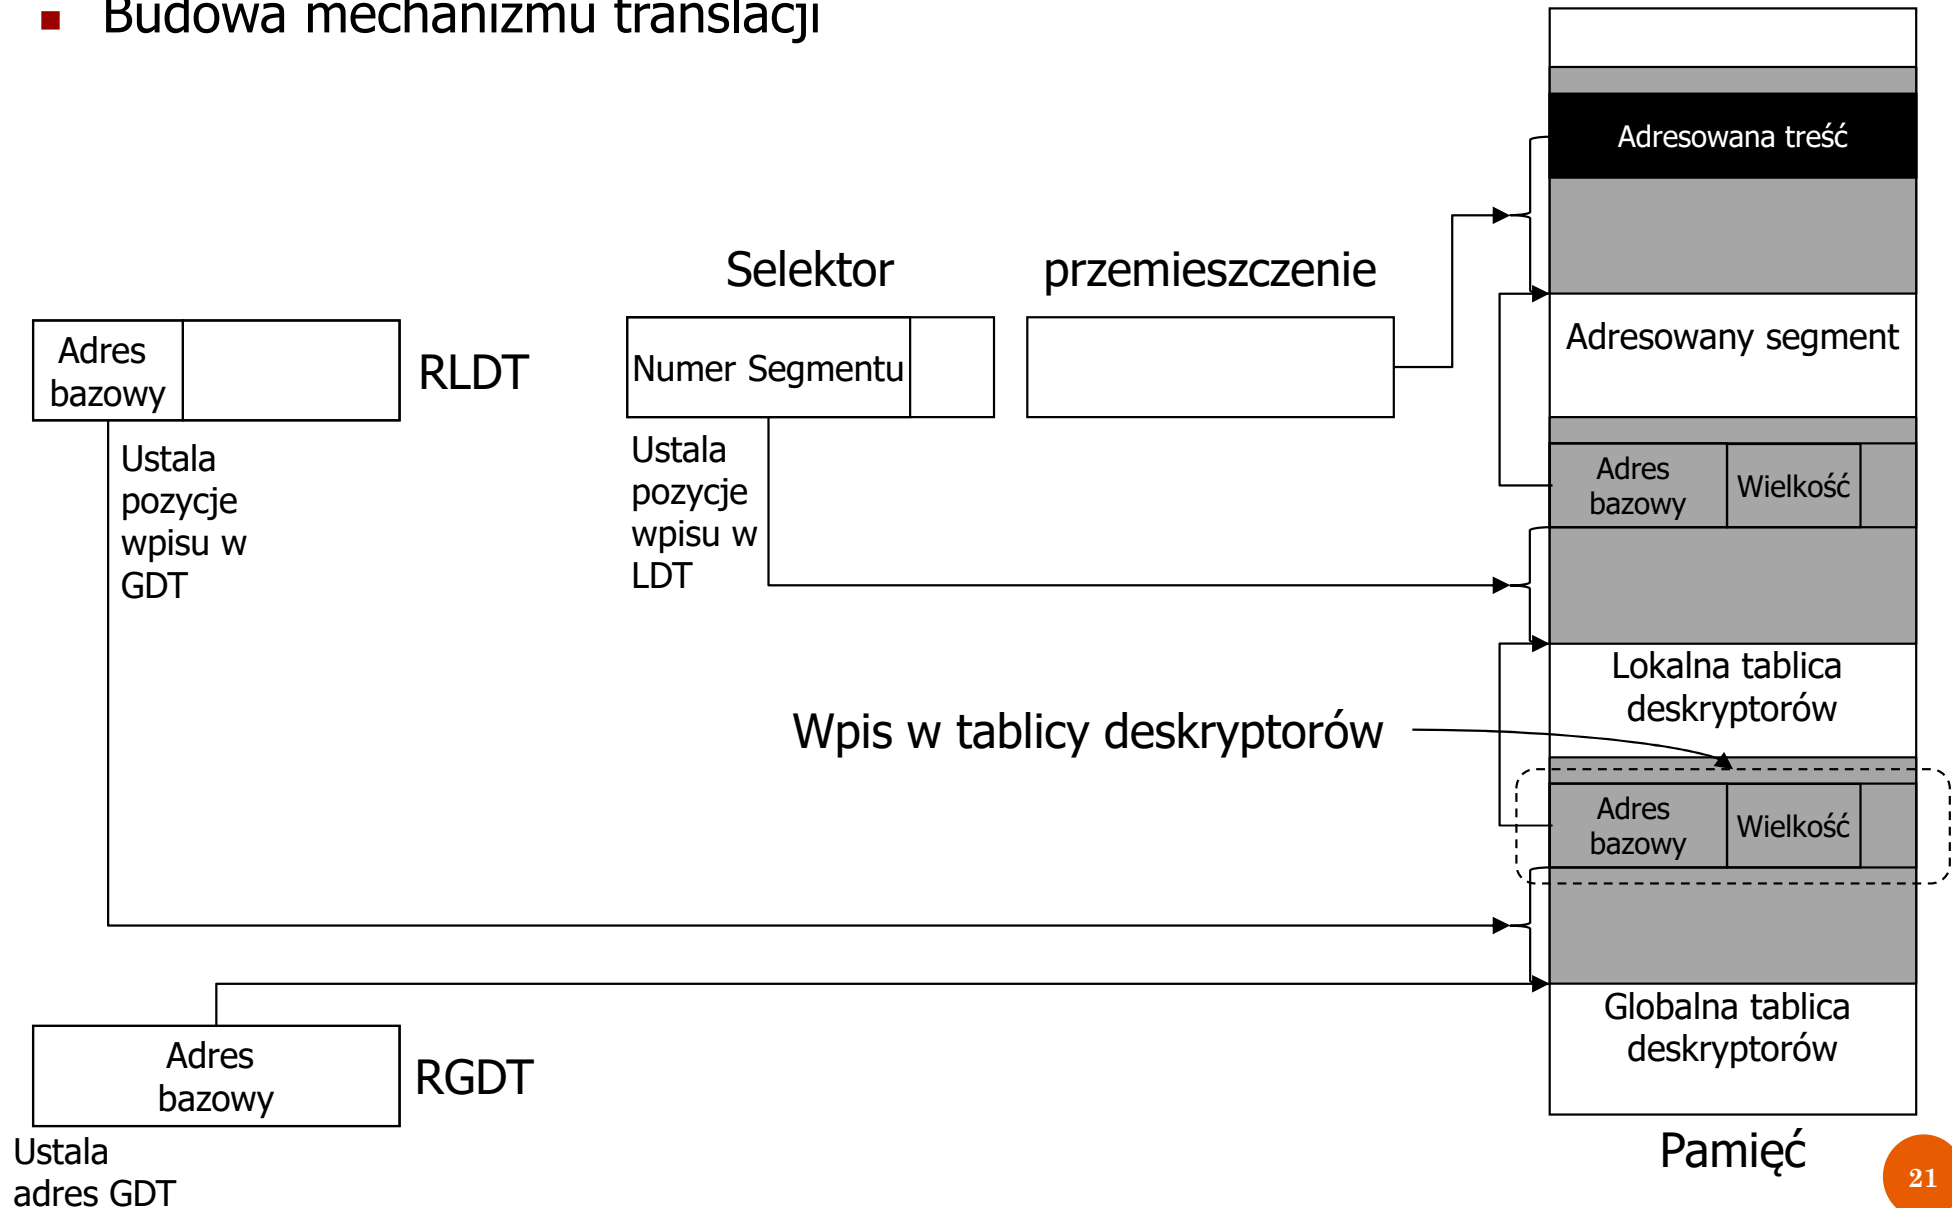 Budowa mechanizmu translacji
Adresowana treść
Selektor
przemieszczenie
Adres
bazowy
RLDT
Numer Segmentu
Adresowany segment
Ustala
pozycje
wpisu w
GDT
Ustala
pozycje
wpisu w
LDT
Adres
bazowy
Wielkość
Lokalna tablica
deskryptorów
Wpis w tablicy deskryptorów
Adres
bazowy
Wielkość
Globalna tablica
deskryptorów
Adres
bazowy
RGDT
Ustala
adres GDT
Pamięć
21